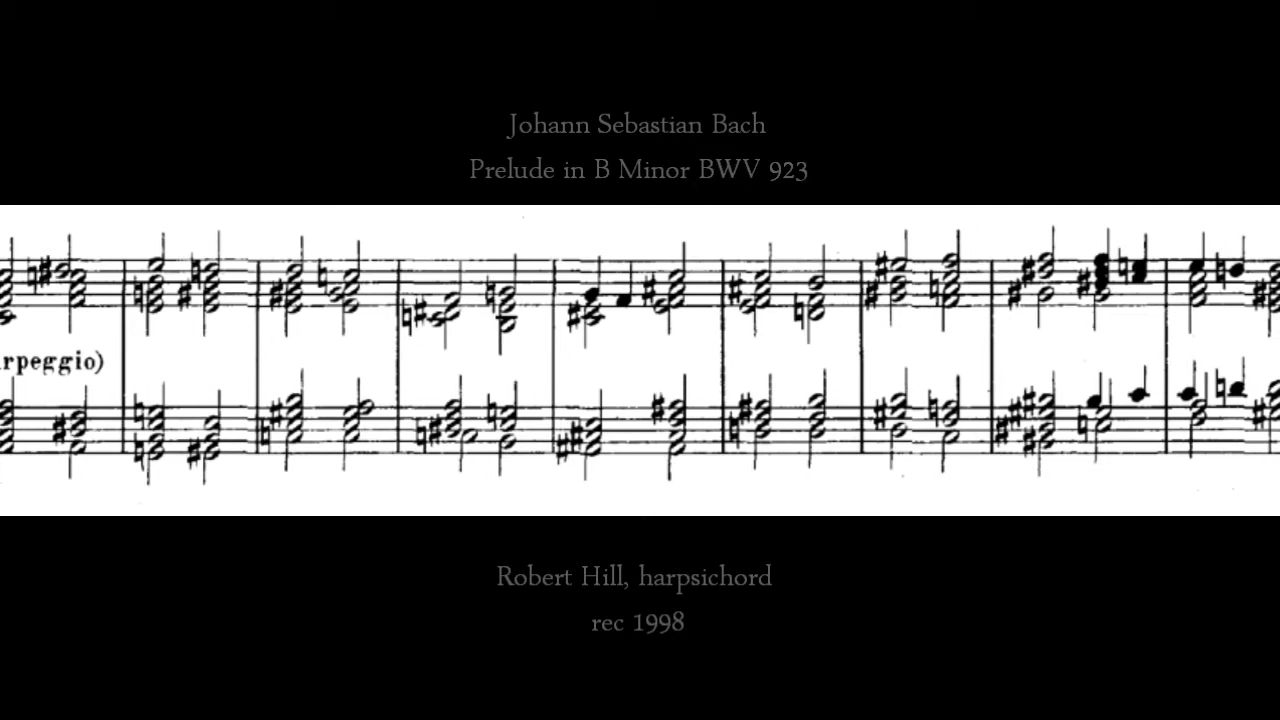 Johann Sebastian Bach
Prelude in B Minor BWV 923
rpeggio)
Robert Hill, harpsichord
rec 1998